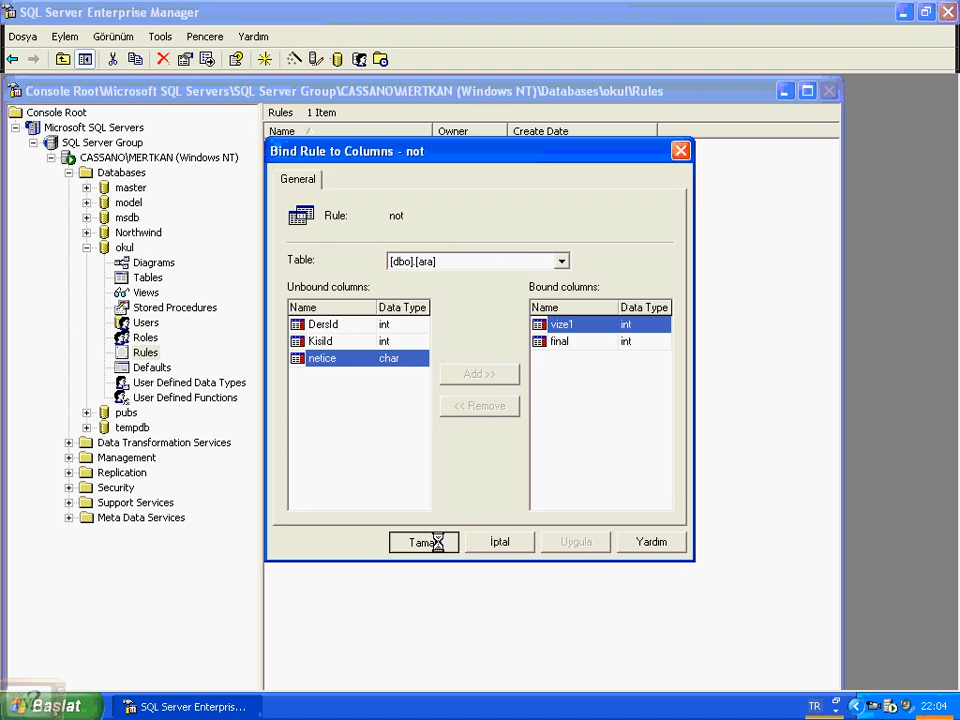 SQL Server Enterprise Manager
Dosya Eylem Görünüm Tools Pencere Yardım
Console Root\Microsoft SQL Servers\SQL Server Group\CASSANO\MERTKAN (Windows NT)\Databases\okul\Rules
Console Root
Microsoft SQL Servers
SQL Server Group
CASSANO\MERTKAN (Windows NT)
Databases
master
model
msdb
Northwind
okul
Diagrams
Tables
Views
Stored Procedures
Users
Roles
Rules
Defaults
User Defined Data Types
User Defined Functions
pubs
tempdb
Data Transformation Services
Management
Replication
Security
Support Services
Meta Data Services
Rules 1 Item
Name Owner Create Date
Bind Rule to Columns - not
General
Rule: not
Table: [dbo].[ara]
Unbound columns:
Name Data Type
DersId int
KisiId int
netice char
Add >>
<< Remove
Bound columns:
Name Data Type
vize1 int
final int
Tama
İptal
Uygula
Yardım
Başlat
SQL Server Enterpris...
TR
22:04